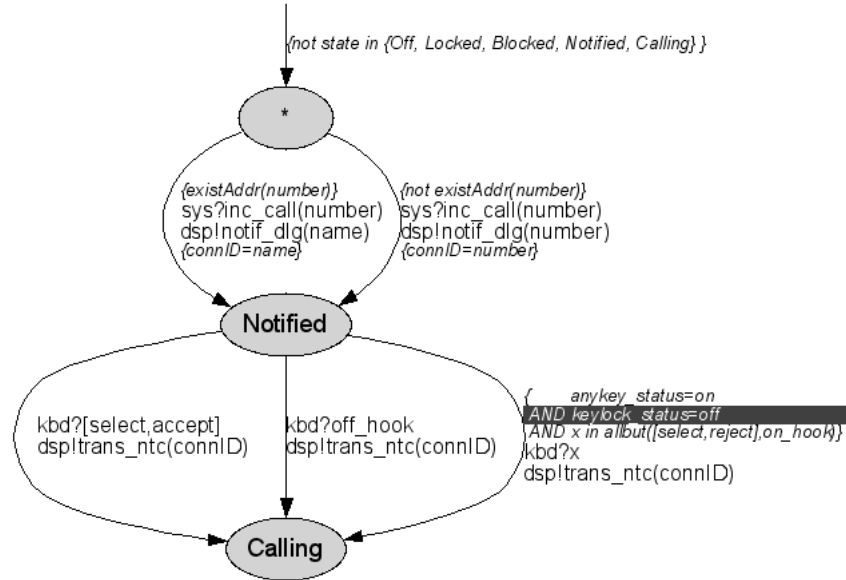 {not state in {Off, Locked, Blocked, Notified, Calling} }
*
{existAddr(number)}
sys?inc_call(number)
dsp!notif_dlg(name)
{connID=name}
{not existAddr(number)}
sys?inc_call(number)
dsp!notif_dlg(number)
{connID=number}
Notified
kbd?[select,accept]
dsp!trans_ntc(connID)
kbd?off_hook
dsp!trans_ntc(connID)
{ anykey_status=on
AND keylock_status=off
AND x in allbut([select,reject],on_hook)}
kbd?x
dsp!trans_ntc(connID)
Calling